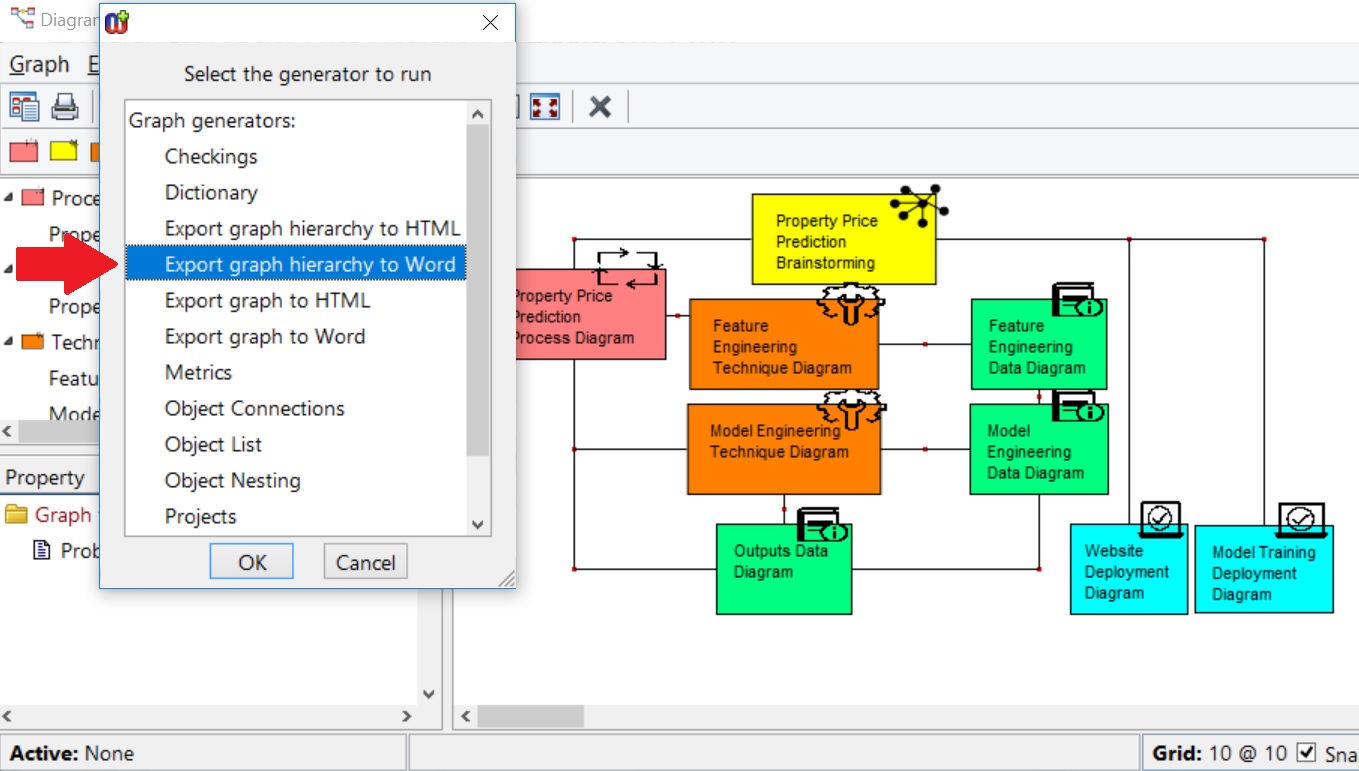 Diagran
Graph E
Select the generator to run
Graph generators:
Checkings
Dictionary
Export graph hierarchy to HTML
Export graph hierarchy to Word
Export graph to HTML
Export graph to Word
Metrics
Object Connections
Object List
Object Nesting
Projects
OK Cancel
Proce
Prope
Prope
Techn
Featu
Mode
Property
Graph
Prob
Property Price
Prediction
Brainstorming
Property Price
Prediction
Process Diagram
Feature
Engineering
Technique Diagram
Feature
Engineering
Data Diagram
Model Engineering
Technique Diagram
Model
Engineering
Data Diagram
Outputs Data
Diagram
Website
Deployment
Diagram
Model Training
Deployment
Diagram
Active: None
Grid: 10 @ 10 Sna